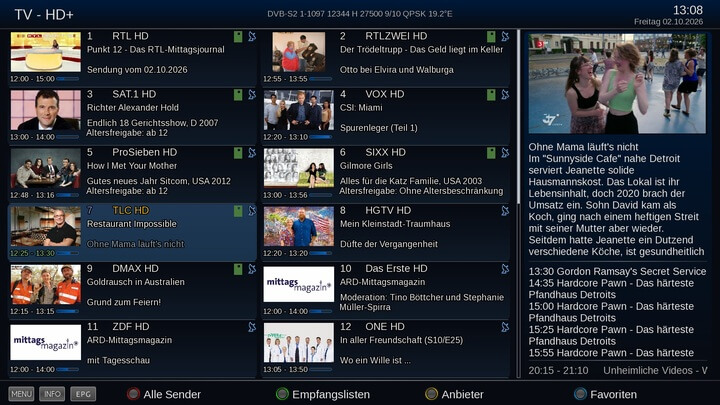 TV - HD+
DVB-S2 1-1097 12344 H 27500 9/10 QPSK 19.2°E
13:08
Freitag 02.10.2026
1 RTL HD
Punkt 12 - Das RTL-Mittagsjournal
Sendung vom 02.10.2026
12:00 - 15:00
2 RTLZWEI HD
Der Trödeltrupp - Das Geld liegt im Keller
Otto bei Elvira und Walburga
12:55 - 13:55
3 SAT.1 HD
Richter Alexander Hold
Endlich 18 Gerichtsshow, D 2007
Altersfreigabe: ab 12
13:00 - 14:00
4 VOX HD
CSI: Miami
Spurenleger (Teil 1)
12:20 - 13:10
5 ProSieben HD
How I Met Your Mother
Gutes neues Jahr Sitcom, USA 2012
Altersfreigabe: ab 12
12:48 - 13:16
6 SIXX HD
Gilmore Girls
Alles für die Katz Familie, USA 2003
Altersfreigabe: Ohne Altersbeschränkung
13:00 - 13:56
7 TLC HD
Restaurant Impossible
Ohne Mama läuft's nicht
12:25 - 13:30
8 HGTV HD
Mein Kleinstadt-Traumhaus
Düfte der Vergangenheit
12:20 - 13:20
9 DMAX HD
Goldrausch in Australien
Grund zum Feiern!
12:15 - 13:15
10 Das Erste HD
mittags
magazin
ARD-Mittagsmagazin
Moderation: Tino Böttcher und Stephanie
Müller-Spirra
12:00 - 14:00
11 ZDF HD
mittags
magazin
ARD-Mittagsmagazin
mit Tagesschau
12:00 - 14:00
12 ONE HD
In aller Freundschaft (S10/E25)
Wo ein Wille ist ...
13:05 - 13:50
Ohne Mama läuft's nicht
Im "Sunnyside Cafe" nahe Detroit
serviert Jeanette solide
Hausmannskost. Das Lokal ist ihr
Lebensinhalt, doch 2020 brach der
Umsatz ein. Sohn David kam als
Koch, ging nach einem heftigen Streit
mit seiner Mutter aber wieder.
Seitdem hatte Jeanette ein Dutzend
verschiedene Köche, ist gesundheitlich
13:30 Gordon Ramsay's Secret Service
14:35 Hardcore Pawn - Das härteste
Pfandhaus Detroits
15:00 Hardcore Pawn - Das härteste
Pfandhaus Detroits
15:25 Hardcore Pawn - Das härteste
Pfandhaus Detroits
15:55 Hardcore Pawn - Das härteste
20:15 - 21:10 Unheimliche Videos - V
MENU
INFO
EPG
Alle Sender
Empfangslisten
Anbieter
Favoriten